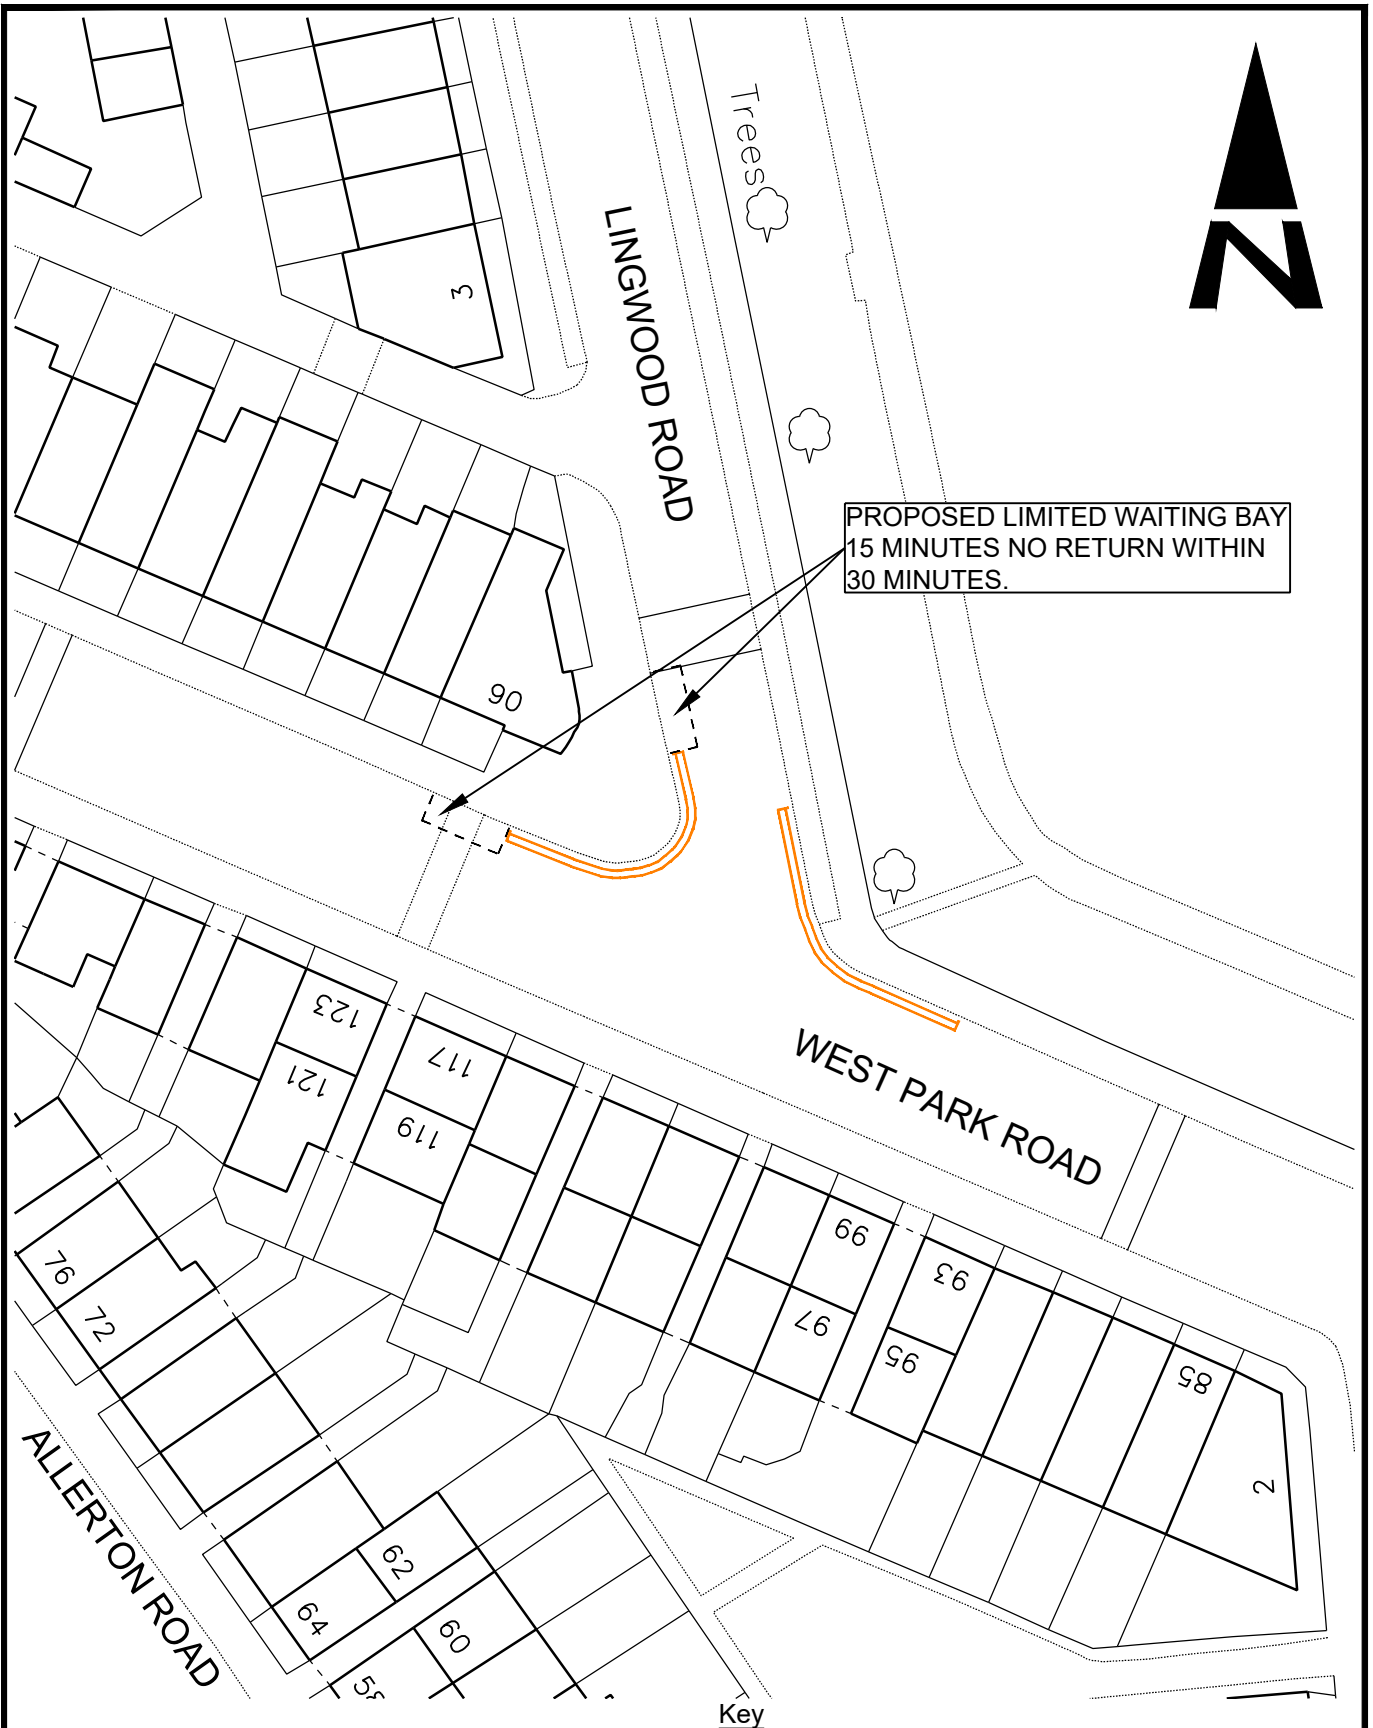 Trees
N
3
LINGWOOD ROAD
PROPOSED LIMITED WAITING BAY
15 MINUTES NO RETURN WITHIN
30 MINUTES.
90
123
121
117
119
WEST PARK ROAD
99
97
93
95
85
2
76
72
ALLERTON ROAD
62
64
60
58
Key